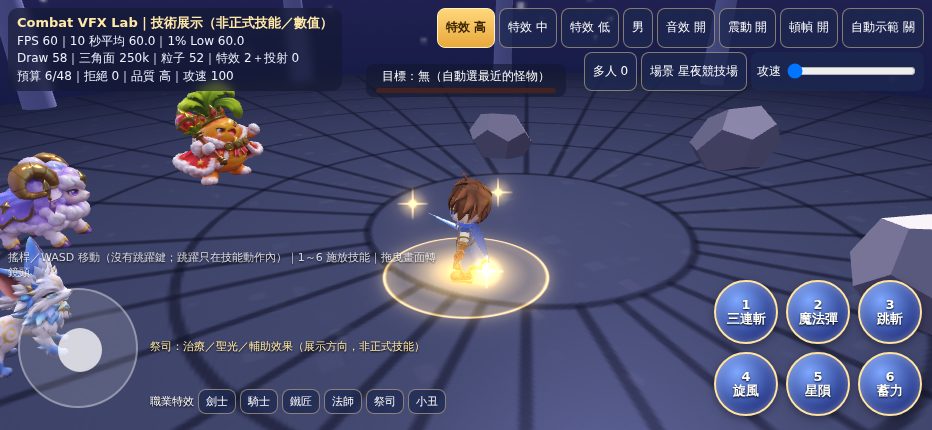 Combat VFX Lab｜技術展示（非正式技能／數值）
FPS 60｜10 秒平均 60.0｜1% Low 60.0
Draw 58｜三角面 250k｜粒子 52｜特效 2＋投射 0
預算 6/48｜拒絕 0｜品質 高｜攻速 100
特效 高
特效 中
特效 低
男
音效 開
震動 開
頓幀 開
自動示範 關
多人 0
場景 星夜競技場
攻速
目標：無（自動選最近的怪物）
搖桿／WASD 移動（沒有跳躍鍵；跳躍只在技能動作內）｜1～6 施放技能｜拖曳畫面轉
鏡頭
祭司：治療／聖光／輔助效果（展示方向，非正式技能）
職業特效
劍士
騎士
鐵匠
法師
祭司
小丑
1
三連斬
2
魔法彈
3
跳斬
4
旋風
5
星隕
6
蓄力